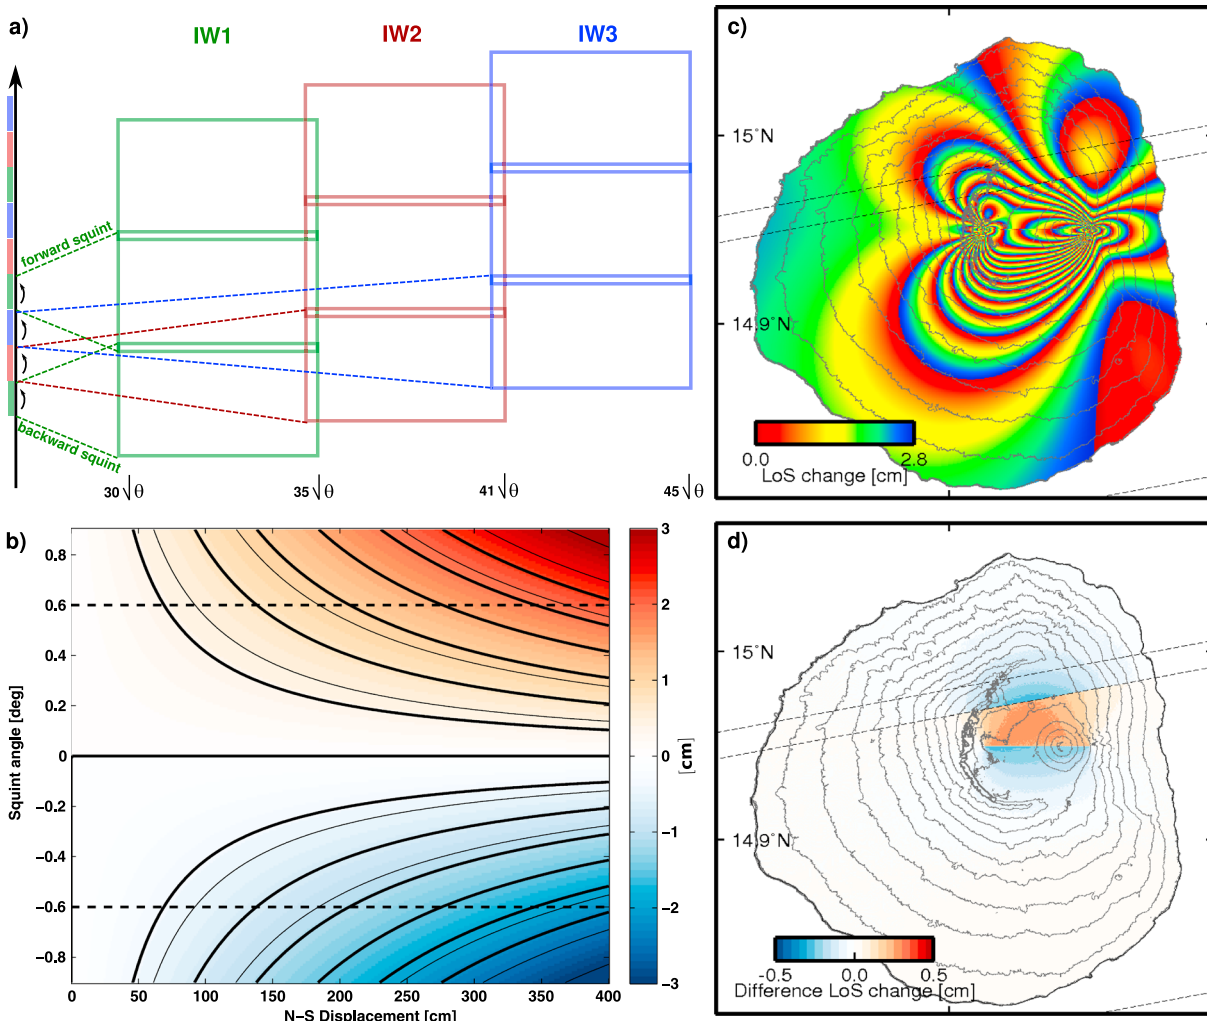 a)
IW1
IW2
IW3
forward squint
backward squint
30 θ
35 θ
41 θ
45 θ
b)
Squint angle [deg]
0.8
0.6
0.4
0.2
0
−0.2
−0.4
−0.6
−0.8
0
50
100
150
200
250
300
350
400
N−S Displacement [cm]
3
2
1
0
−1
−2
−3
[cm]
c)
15°N
14.9°N
0.0
2.8
LoS change [cm]
d)
15°N
14.9°N
-0.5
0.0
0.5
Difference LoS change [cm]